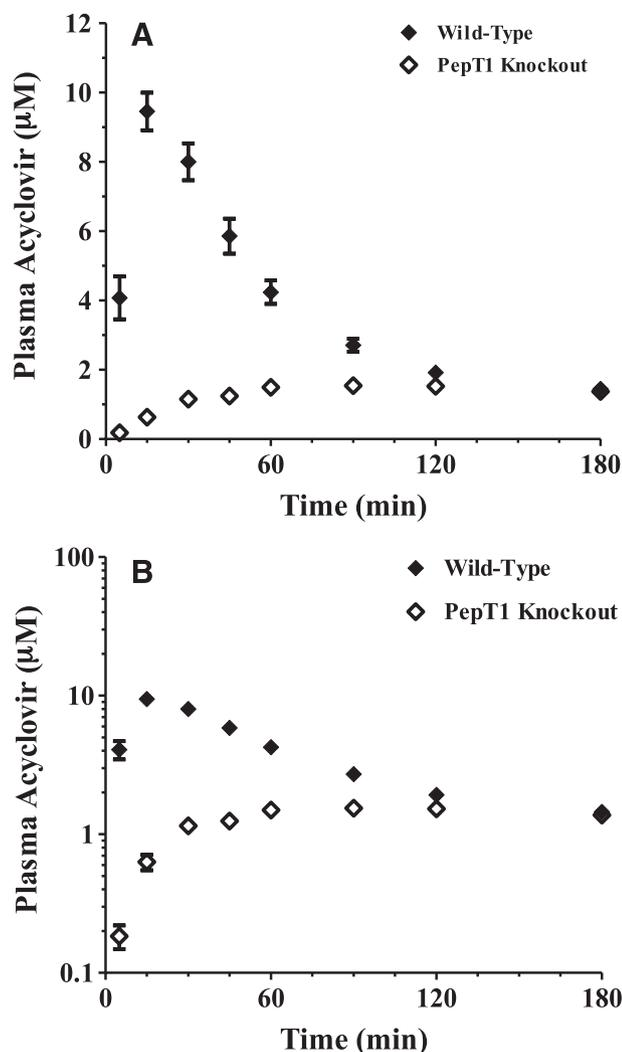 12
A
Wild-Type
PepT1 Knockout
10
8
6
4
2
0
Plasma Acyclovir (μM)
0 60 120 180
Time (min)
100
B
Wild-Type
PepT1 Knockout
10
1
0.1
Plasma Acyclovir (μM)
0 60 120 180
Time (min)